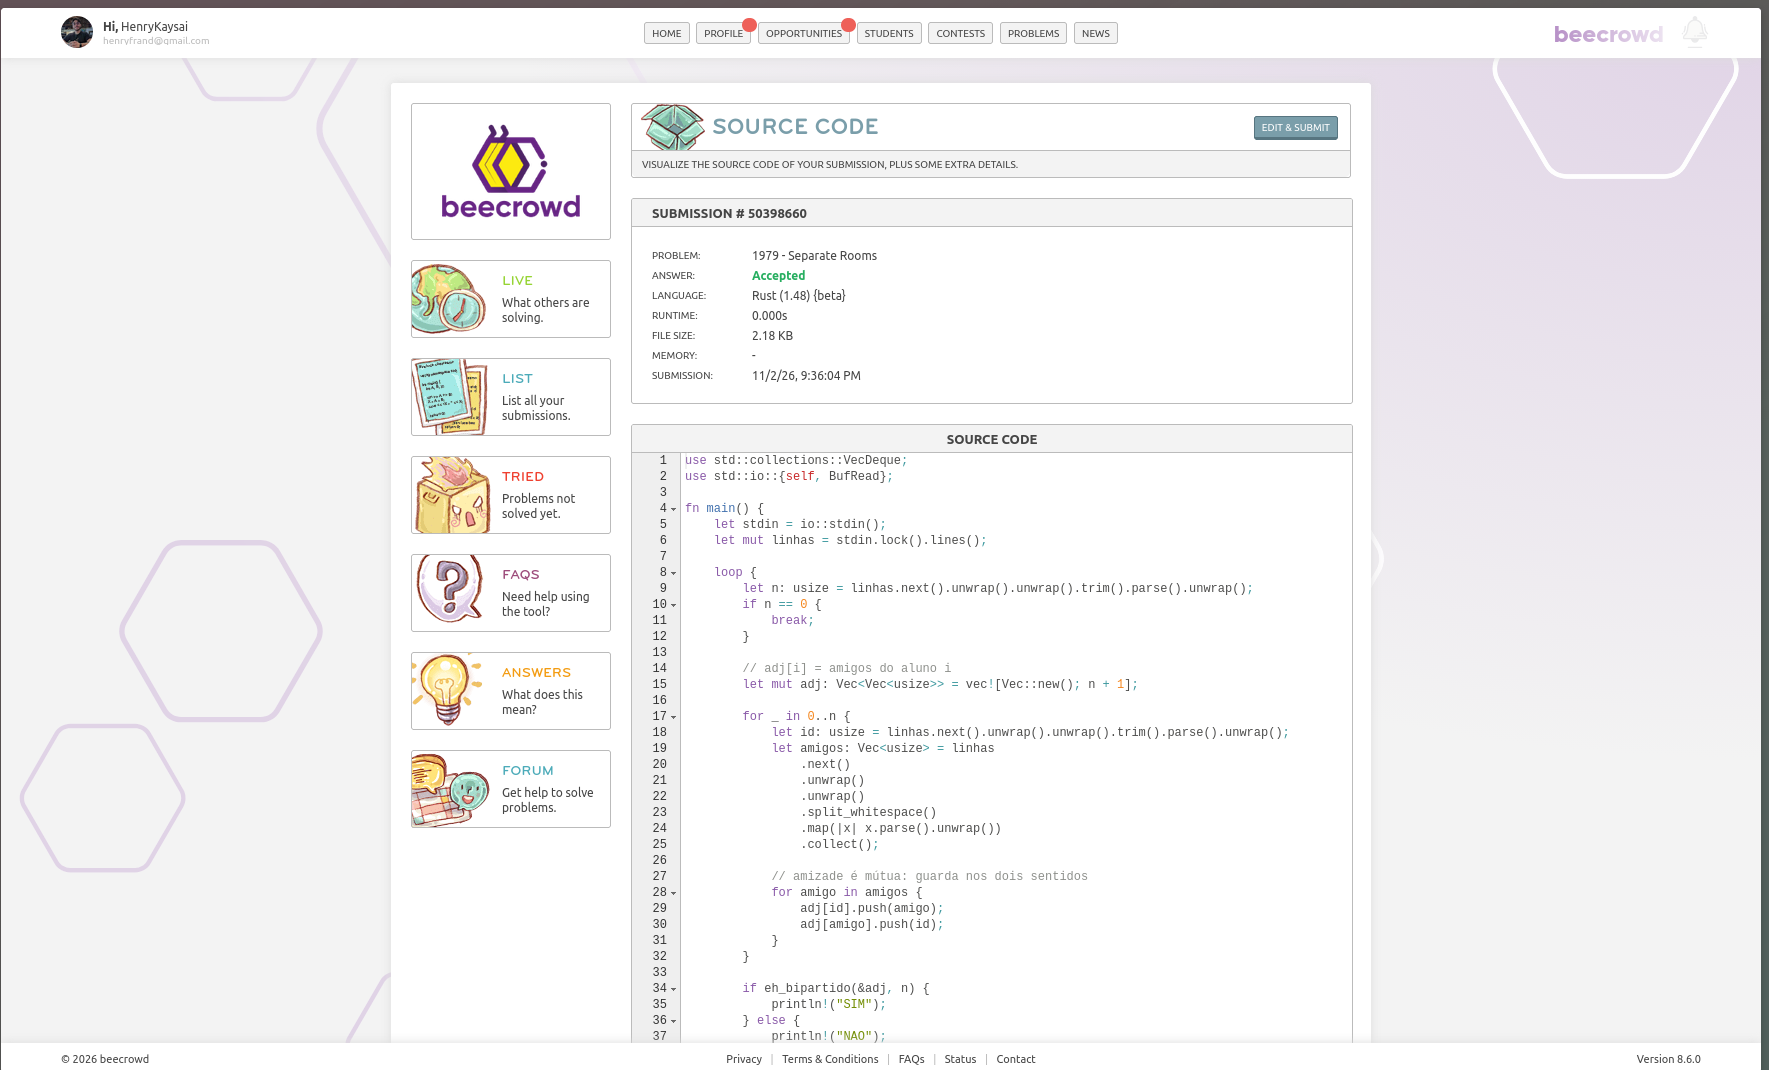 Hi, HenryKaysai
henryfrand@gmail.com
HOME PROFILE OPPORTUNITIES STUDENTS CONTESTS PROBLEMS NEWS
beecrowd
beecrowd
LIVE
What others are
solving.
LIST
List all your
submissions.
TRIED
Problems not
solved yet.
FAQS
Need help using
the tool?
ANSWERS
What does this
mean?
FORUM
Get help to solve
problems.
SOURCE CODE
EDIT & SUBMIT
VISUALIZE THE SOURCE CODE OF YOUR SUBMISSION, PLUS SOME EXTRA DETAILS.
SUBMISSION # 50398660
PROBLEM: 1979 - Separate Rooms
ANSWER: Accepted
LANGUAGE: Rust (1.48) {beta}
RUNTIME: 0.000s
FILE SIZE: 2.18 KB
MEMORY: -
SUBMISSION: 11/2/26, 9:36:04 PM
SOURCE CODE
1 use std::collections::VecDeque;
2 use std::io::{self, BufRead};
3
4 fn main() {
5     let stdin = io::stdin();
6     let mut linhas = stdin.lock().lines();
7
8     loop {
9         let n: usize = linhas.next().unwrap().unwrap().trim().parse().unwrap();
10         if n == 0 {
11             break;
12         }
13
14         // adj[i] = amigos do aluno i
15         let mut adj: Vec<Vec<usize>> = vec![Vec::new(); n + 1];
16
17         for _ in 0..n {
18             let id: usize = linhas.next().unwrap().unwrap().trim().parse().unwrap();
19             let amigos: Vec<usize> = linhas
20                 .next()
21                 .unwrap()
22                 .unwrap()
23                 .split_whitespace()
24                 .map(|x| x.parse().unwrap())
25                 .collect();
26
27             // amizade é mútua: guarda nos dois sentidos
28             for amigo in amigos {
29                 adj[id].push(amigo);
30                 adj[amigo].push(id);
31             }
32         }
33
34         if eh_bipartido(&adj, n) {
35             println!("SIM");
36         } else {
37             println!("NAO");
© 2026 beecrowd
Privacy | Terms & Conditions | FAQs | Status | Contact
Version 8.6.0